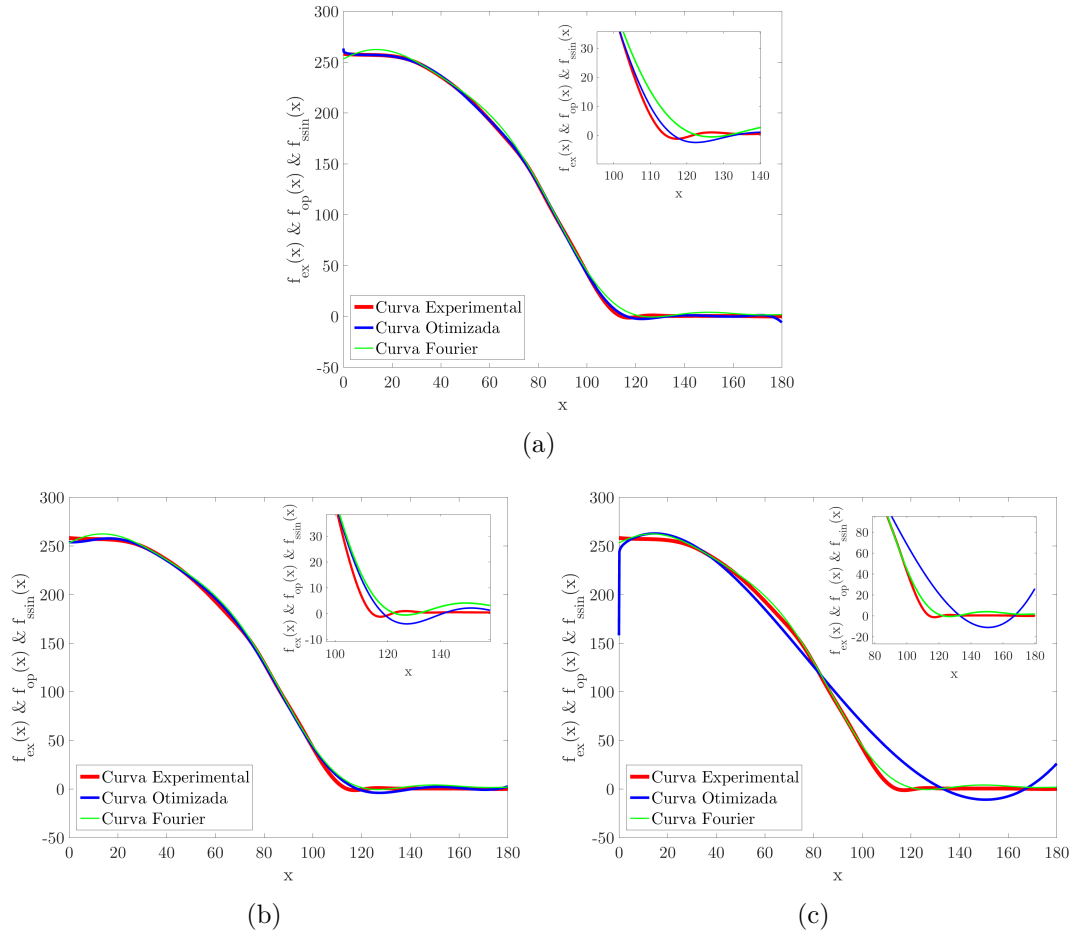 300
250
200
150
100
50
0
-50
0 20 40 60 80 100 120 140 160 180
x
f_ex(x) & f_op(x) & f_ssin(x)
Curva Experimental
Curva Otimizada
Curva Fourier
30
20
10
0
100 110 120 130 140
x
f_ex(x) & f_op(x) & f_ssin(x)
(a)
300
250
200
150
100
50
0
-50
0 20 40 60 80 100 120 140 160 180
x
f_ex(x) & f_op(x) & f_ssin(x)
Curva Experimental
Curva Otimizada
Curva Fourier
30
20
10
0
-10
100 120 140
x
f_ex(x) & f_op(x) & f_ssin(x)
(b)
300
250
200
150
100
50
0
-50
0 20 40 60 80 100 120 140 160 180
x
f_ex(x) & f_op(x) & f_ssin(x)
Curva Experimental
Curva Otimizada
Curva Fourier
80
60
40
20
0
-20
80 100 120 140 160 180
x
f_ex(x) & f_op(x) & f_ssin(x)
(c)